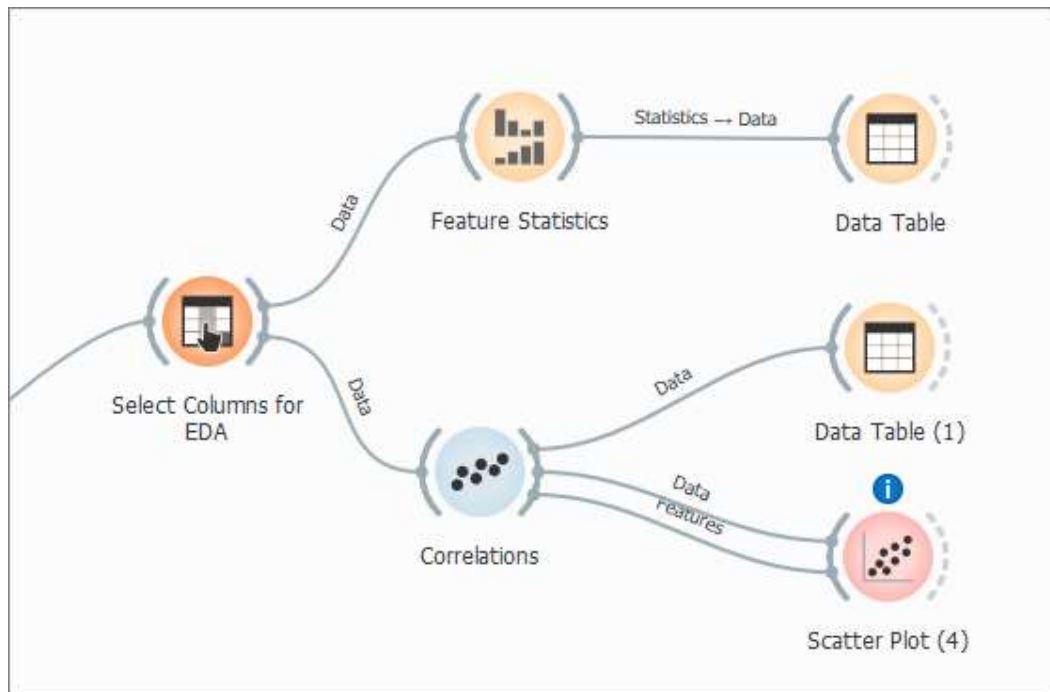 Statistics → Data
Data
Feature Statistics
Data Table
Select Columns for
EDA
Data
Data
Data Table (1)
Data
Features
i
Correlations
Scatter Plot (4)